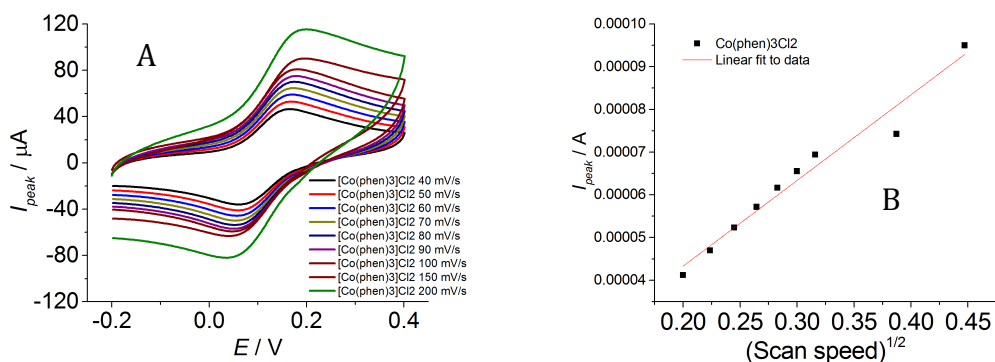 A
120
80
40
0
-40
-80
-120
I peak / μA
-0.2
0.0
0.2
0.4
E / V
[Co(phen)3]Cl2 40 mV/s
[Co(phen)3]Cl2 50 mV/s
[Co(phen)3]Cl2 60 mV/s
[Co(phen)3]Cl2 70 mV/s
[Co(phen)3]Cl2 80 mV/s
[Co(phen)3]Cl2 90 mV/s
[Co(phen)3]Cl2 100 mV/s
[Co(phen)3]Cl2 150 mV/s
[Co(phen)3]Cl2 200 mV/s
B
0.00010
0.00009
0.00008
0.00007
0.00006
0.00005
0.00004
I peak / A
Co(phen)3Cl2
Linear fit to data
0.20
0.25
0.30
0.35
0.40
0.45
(Scan speed)1/2